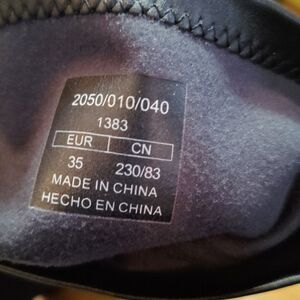 2050/010/040
1383
EUR CN
35 230/83
MADE IN CHINA
HECHO EN CHINA